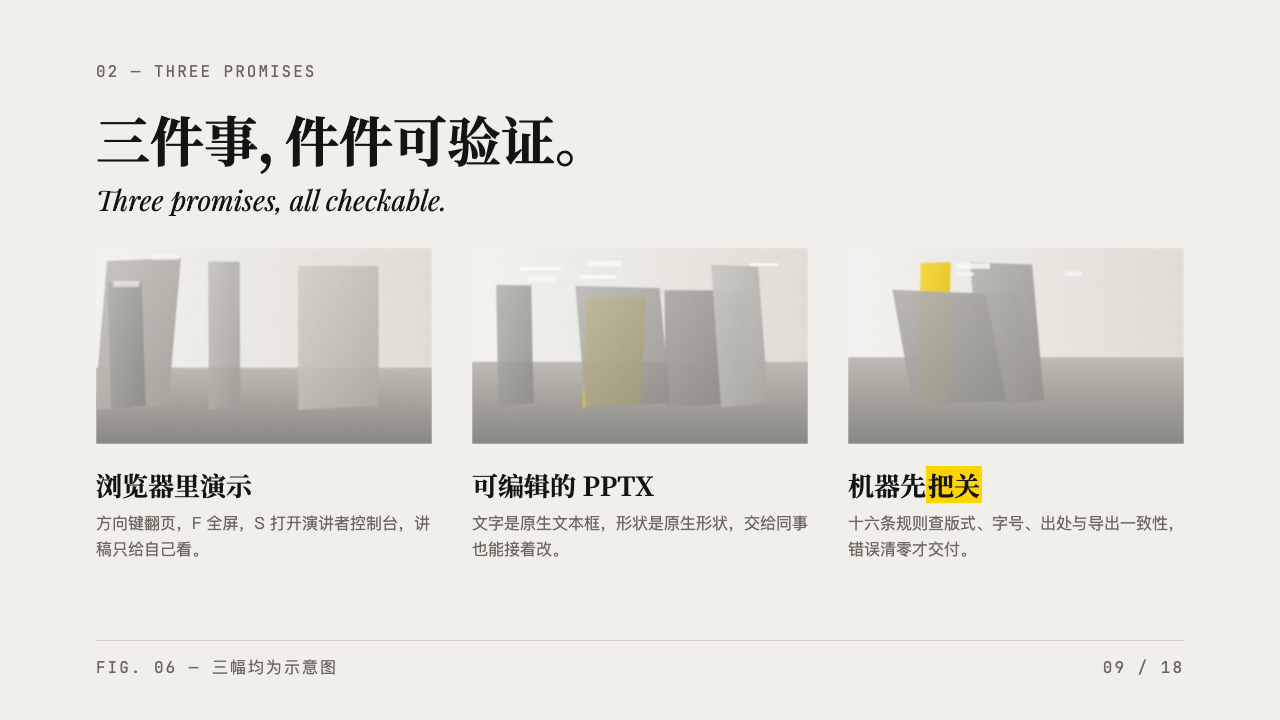 02 — THREE PROMISES
三件事, 件件可验证。
Three promises, all checkable.
浏览器里演示
方向键翻页，F 全屏，S 打开演讲者控制台，讲
稿只给自己看。
可编辑的 PPTX
文字是原生文本框，形状是原生形状，交给同事
也能接着改。
机器先把关
十六条规则查版式、字号、出处与导出一致性，
错误清零才交付。
FIG. 06 — 三幅均为示意图
09 / 18